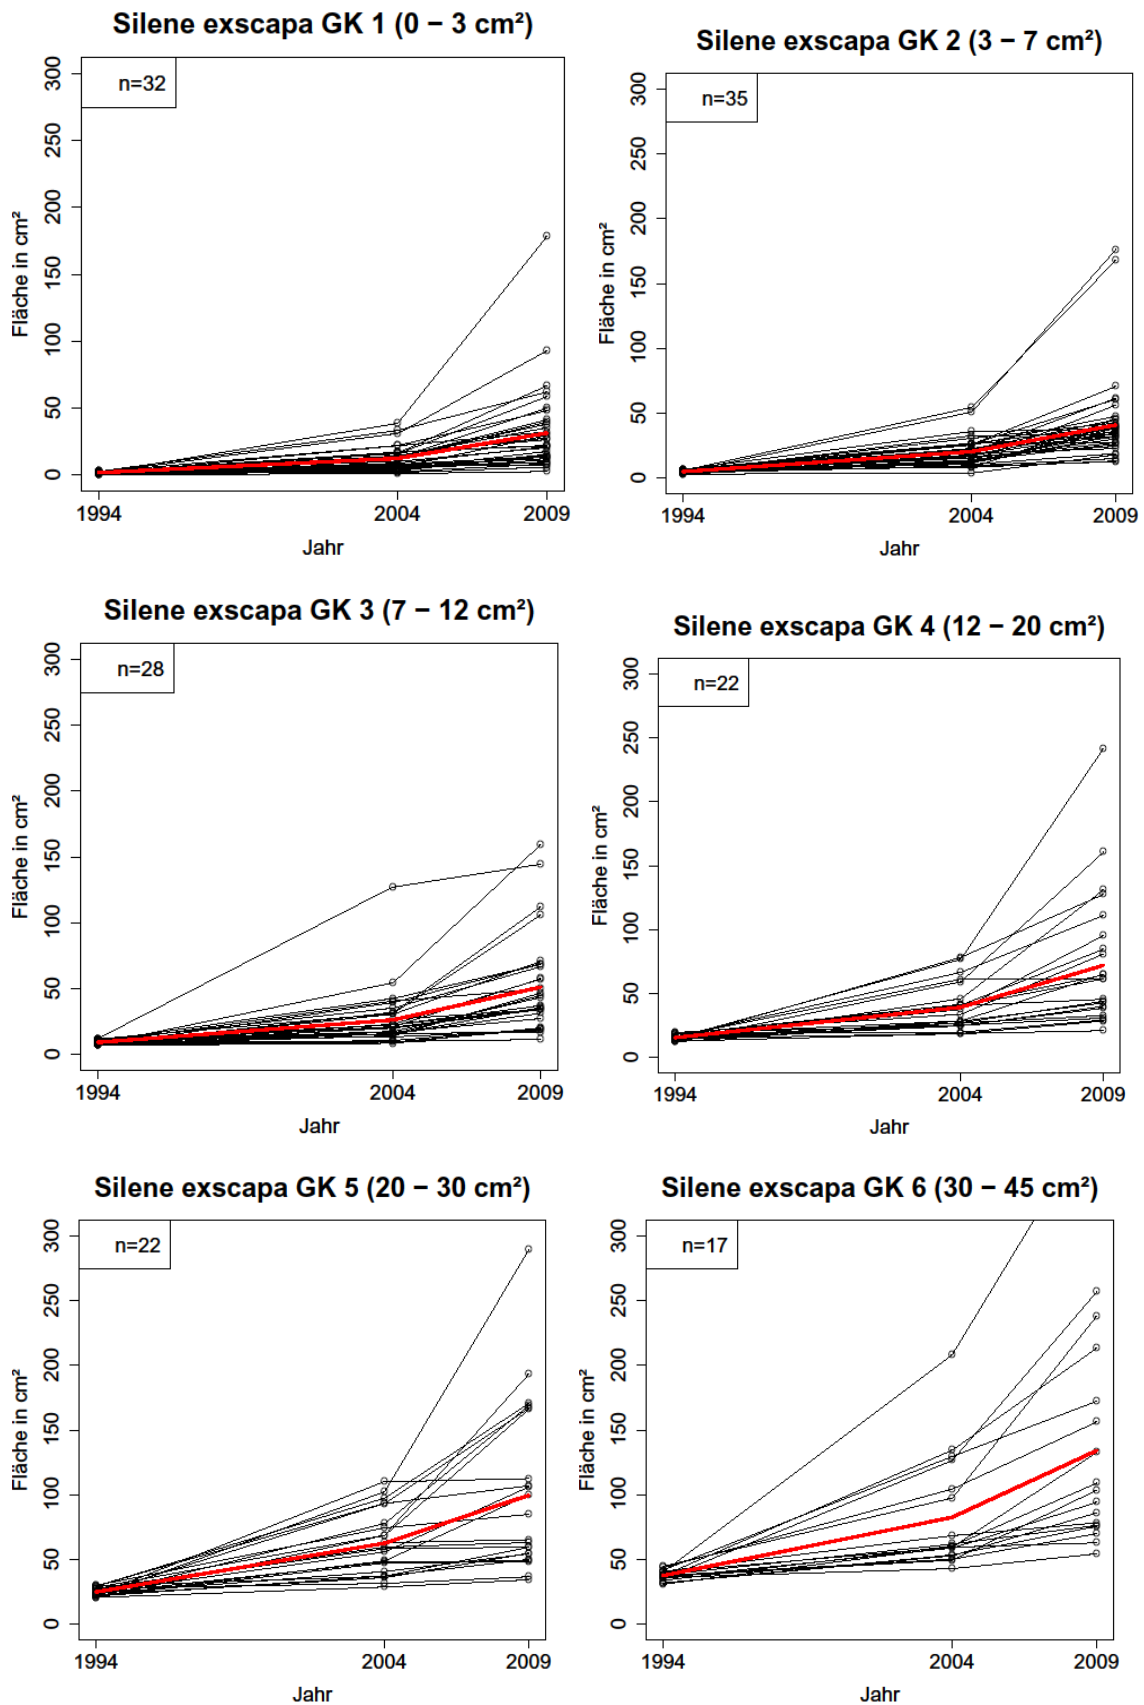 Silene exscapa GK 1 (0 − 3 cm²)
n=32
Fläche in cm²
300
250
200
150
100
50
0
1994
2004
2009
Jahr
Silene exscapa GK 2 (3 − 7 cm²)
n=35
Fläche in cm²
300
250
200
150
100
50
0
1994
2004
2009
Jahr
Silene exscapa GK 3 (7 − 12 cm²)
n=28
Fläche in cm²
300
250
200
150
100
50
0
1994
2004
2009
Jahr
Silene exscapa GK 4 (12 − 20 cm²)
n=22
Fläche in cm²
300
250
200
150
100
50
0
1994
2004
2009
Jahr
Silene exscapa GK 5 (20 − 30 cm²)
n=22
Fläche in cm²
300
250
200
150
100
50
0
1994
2004
2009
Jahr
Silene exscapa GK 6 (30 − 45 cm²)
n=17
Fläche in cm²
300
250
200
150
100
50
0
1994
2004
2009
Jahr